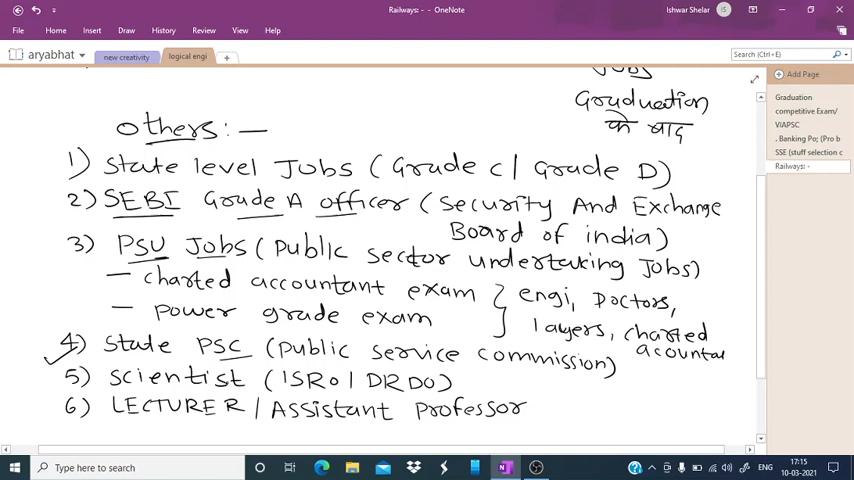 Railways: - - OneNote
Ishwar Shelar
IS
File Home Insert Draw History Review View Help
aryabhat
new creativity
logical engi
Search (Ctrl+E)
Add Page
Graduation
competitive Exam/
VIAPSC
. Banking Po; (Pro b
SSE (stuff selection c
Railways: -
Jobs
Graduation
के बाद
others: —
1) State level Jobs (Grade C / Grade D)
2) SEBI Grade A officer (Security And Exchange
Board of india)
3) PSU Jobs (public sector undertaking Jobs)
— charted accountant exam
— power grade exam
engi, Doctors,
layers, charted
acountan
4) State PSC (public service commission)
5) scientist (ISRO / DRDO)
6) LECTURER / Assistant professor
Type here to search
ENG
17:15
10-03-2021